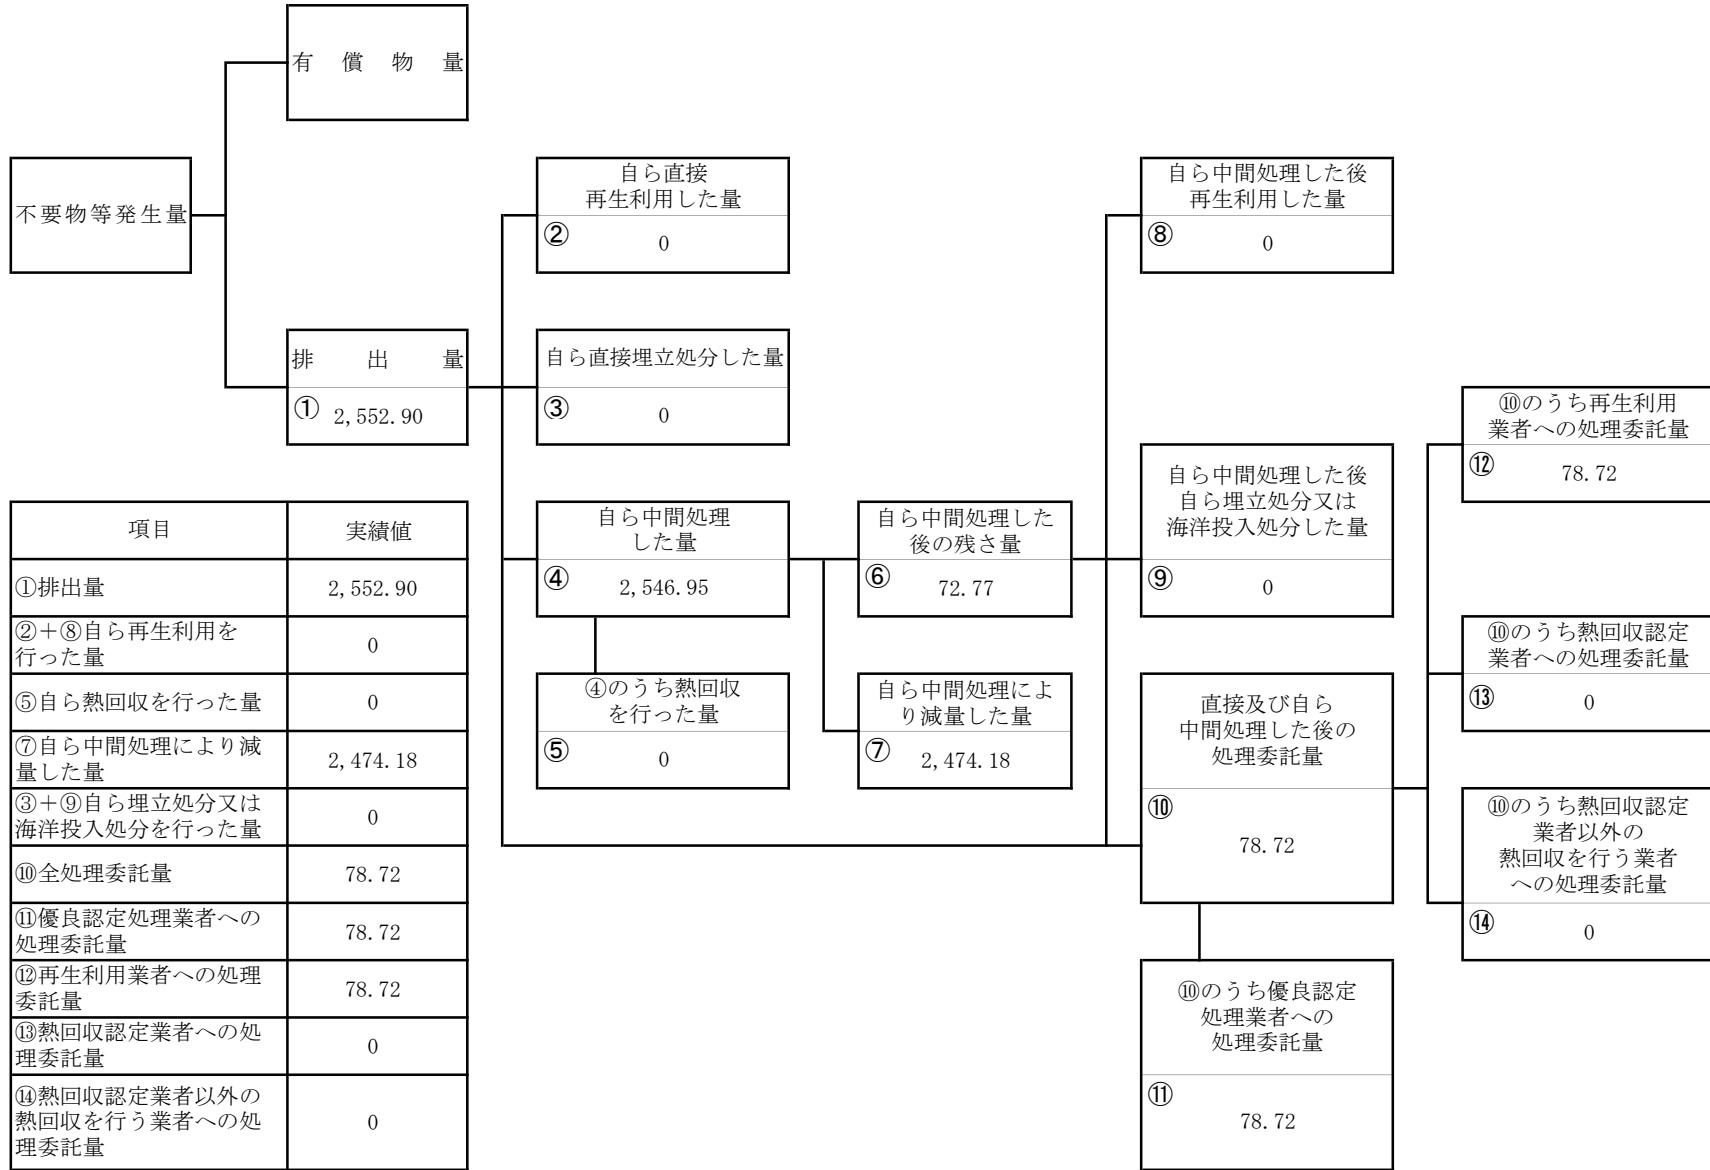 有償物量
不要物等発生量
排出量
① 2,552.90
自ら直接
再生利用した量
② 0
自ら直接埋立処分した量
③ 0
自ら中間処理
した量
④ 2,546.95
④のうち熱回収
を行った量
⑤ 0
自ら中間処理した
後の残さ量
⑥ 72.77
自ら中間処理によ
り減量した量
⑦ 2,474.18
自ら中間処理した後
再生利用した量
⑧ 0
自ら中間処理した後
自ら埋立処分又は
海洋投入処分した量
⑨ 0
直接及び自ら
中間処理した後の
処理委託量
⑩
78.72
⑩のうち優良認定
処理業者への
処理委託量
⑪
78.72
⑩のうち再生利用
業者への処理委託量
⑫ 78.72
⑩のうち熱回収認定
業者への処理委託量
⑬ 0
⑩のうち熱回収認定
業者以外の
熱回収を行う業者
への処理委託量
⑭ 0
項目 実績値
①排出量 2,552.90
②+⑧自ら再生利用を
行った量 0
⑤自ら熱回収を行った量 0
⑦自ら中間処理により減
量した量 2,474.18
③+⑨自ら埋立処分又は
海洋投入処分を行った量 0
⑩全処理委託量 78.72
⑪優良認定処理業者への
処理委託量 78.72
⑫再生利用業者への処理
委託量 78.72
⑬熱回収認定業者への処
理委託量 0
⑭熱回収認定業者以外の
熱回収を行う業者への処
理委託量 0